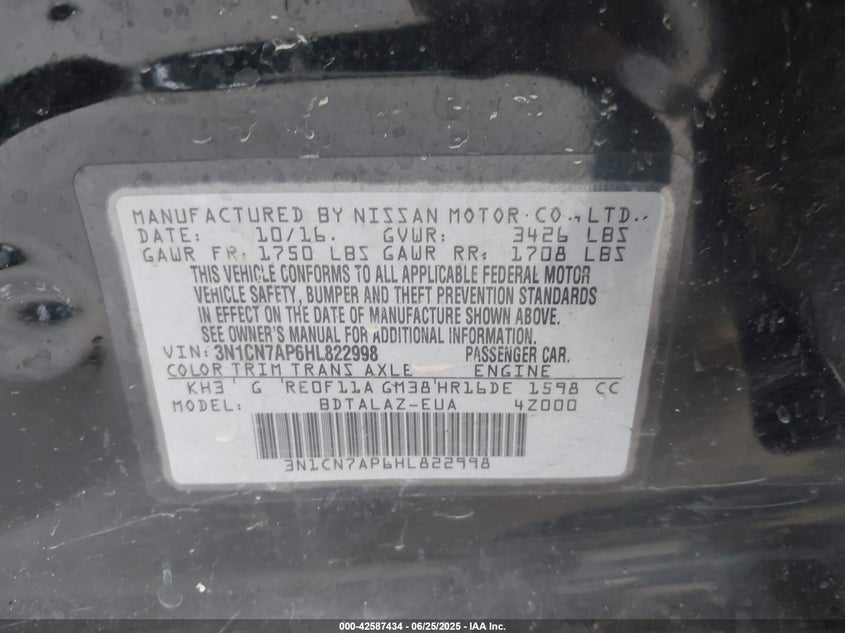 MANUFACTURED BY NISSAN MOTOR CO., LTD.
DATE: 10/16. GVWR: 3426 LBS
GAWR FR: 1750 LBS GAWR RR: 1708 LBS
THIS VEHICLE CONFORMS TO ALL APPLICABLE FEDERAL MOTOR
VEHICLE SAFETY, BUMPER AND THEFT PREVENTION STANDARDS
IN EFFECT ON THE DATE OF MANUFACTURE SHOWN ABOVE.
SEE OWNER'S MANUAL FOR ADDITIONAL INFORMATION.
VIN: 3N1CN7AP6HL822998 PASSENGER CAR.
COLOR TRIM TRANS AXLE ENGINE
KH3 G RE0F11A GM38 HR16DE 1598 CC
MODEL: BDTALAZ-EUA 4Z000
3N1CN7AP6HL822998
000-42587434 / 06/25/2025 - IAA Inc.